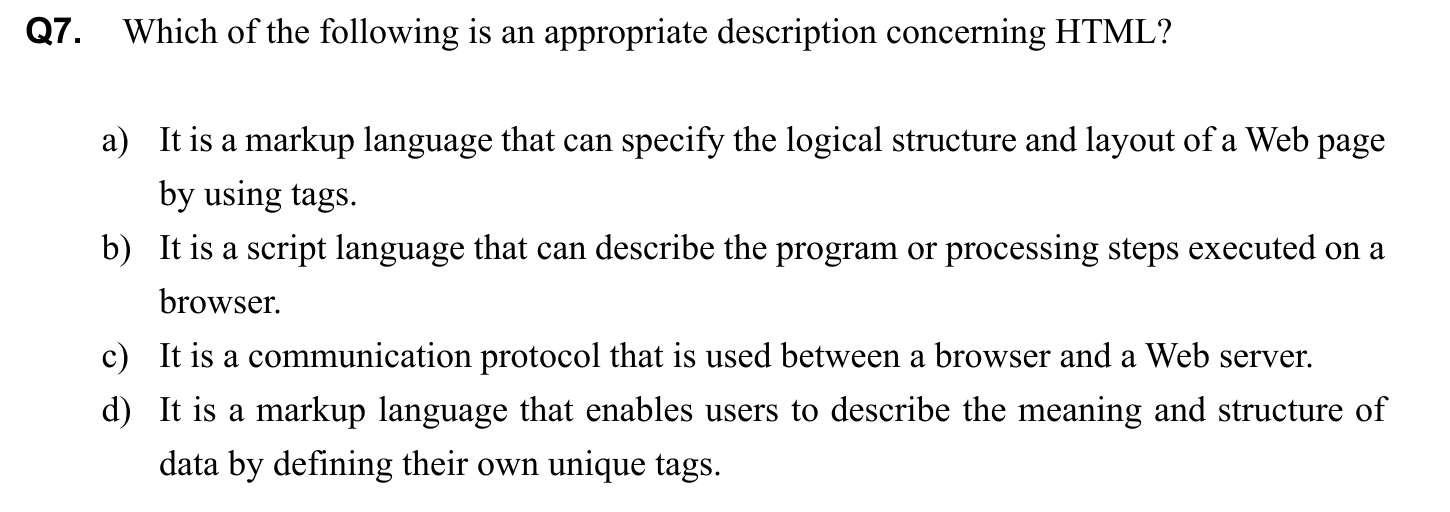 Q7. Which of the following is an appropriate description concerning HTML?
a) It is a markup language that can specify the logical structure and layout of a Web page
by using tags.
b) It is a script language that can describe the program or processing steps executed on a
browser.
c) It is a communication protocol that is used between a browser and a Web server.
d) It is a markup language that enables users to describe the meaning and structure of
data by defining their own unique tags.